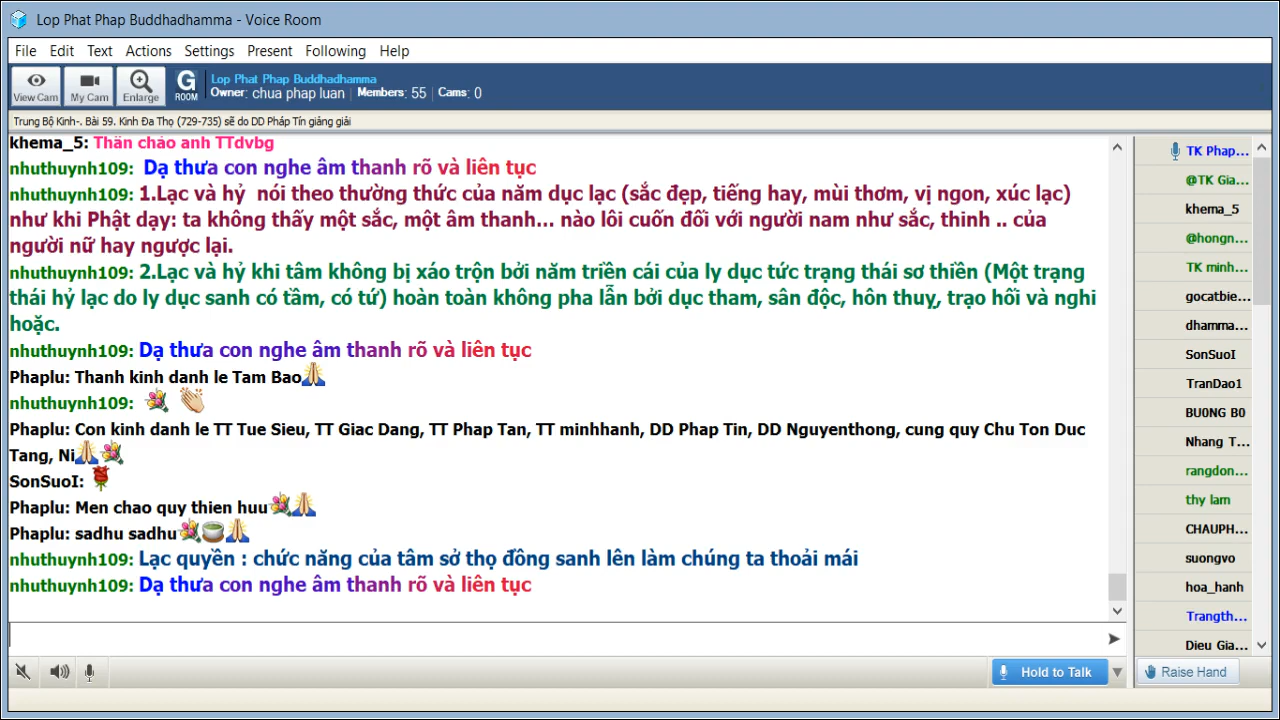 Lop Phat Phap Buddhadhamma - Voice Room
File Edit Text Actions Settings Present Following Help
View Cam My Cam Enlarge G ROOM
Lop Phat Phap Buddhadhamma
Owner: chua phap luan Members: 55 Cams: 0
Trung Bộ Kinh-. Bài 59. Kinh Đa Thọ (729-735) sẽ do DD Pháp Tín giảng giải
khema_5: Thân chào anh TTdvbg
nhuthuynh109: Dạ thưa con nghe âm thanh rõ và liên tục
nhuthuynh109: 1.Lạc và hỷ nói theo thường thức của năm dục lạc (sắc đẹp, tiếng hay, mùi thơm, vị ngon, xúc lạc)
như khi Phật dạy: ta không thấy một sắc, một âm thanh... nào lôi cuốn đối với người nam như sắc, thinh .. của
người nữ hay ngược lại.
nhuthuynh109: 2.Lạc và hỷ khi tâm không bị xáo trộn bởi năm triền cái của ly dục tức trạng thái sơ thiền (Một trạng
thái hỷ lạc do ly dục sanh có tầm, có tứ) hoàn toàn không pha lẫn bởi dục tham, sân độc, hôn thuỵ, trạo hối và nghi
hoặc.
nhuthuynh109: Dạ thưa con nghe âm thanh rõ và liên tục
Phaplu: Thanh kinh danh le Tam Bao
nhuthuynh109:
Phaplu: Con kinh danh le TT Tue Sieu, TT Giac Dang, TT Phap Tan, TT minhhanh, DD Phap Tin, DD Nguyenthong, cung quy Chu Ton Duc
Tang, Ni
SonSuoI:
Phaplu: Men chao quy thien huu
Phaplu: sadhu sadhu
nhuthuynh109: Lạc quyền : chức năng của tâm sở thọ đồng sanh lên làm chúng ta thoải mái
nhuthuynh109: Dạ thưa con nghe âm thanh rõ và liên tục
TK Phap...
@TK Gia...
khema_5
@hongn...
TK minh...
gocatbie...
dhamma...
SonSuoI
TranDao1
BU0NG B0
Nhang T...
rangdon...
thy lam
CHAUPH...
suongvo
hoa_hanh
Trangth...
Dieu Gia...
Hold to Talk
Raise Hand